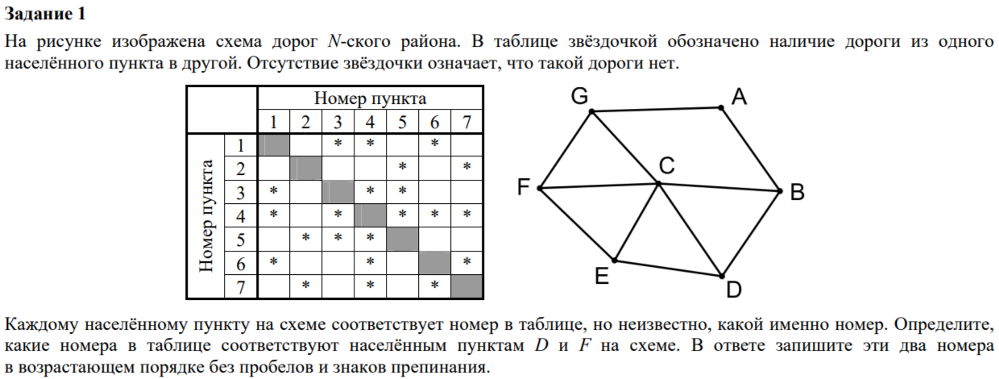 Задание 1
На рисунке изображена схема дорог N-ского района. В таблице звёздочкой обозначено наличие дороги из одного
населённого пункта в другой. Отсутствие звёздочки означает, что такой дороги нет.
Номер пункта
1 2 3 4 5 6 7
Номер пункта
1 * * *
2 * *
3 * * *
4 * * * * *
5 * * *
6 * * *
7 * * *
G A
C
F B
E
D
Каждому населённому пункту на схеме соответствует номер в таблице, но неизвестно, какой именно номер. Определите,
какие номера в таблице соответствуют населённым пунктам D и F на схеме. В ответе запишите эти два номера
в возрастающем порядке без пробелов и знаков препинания.